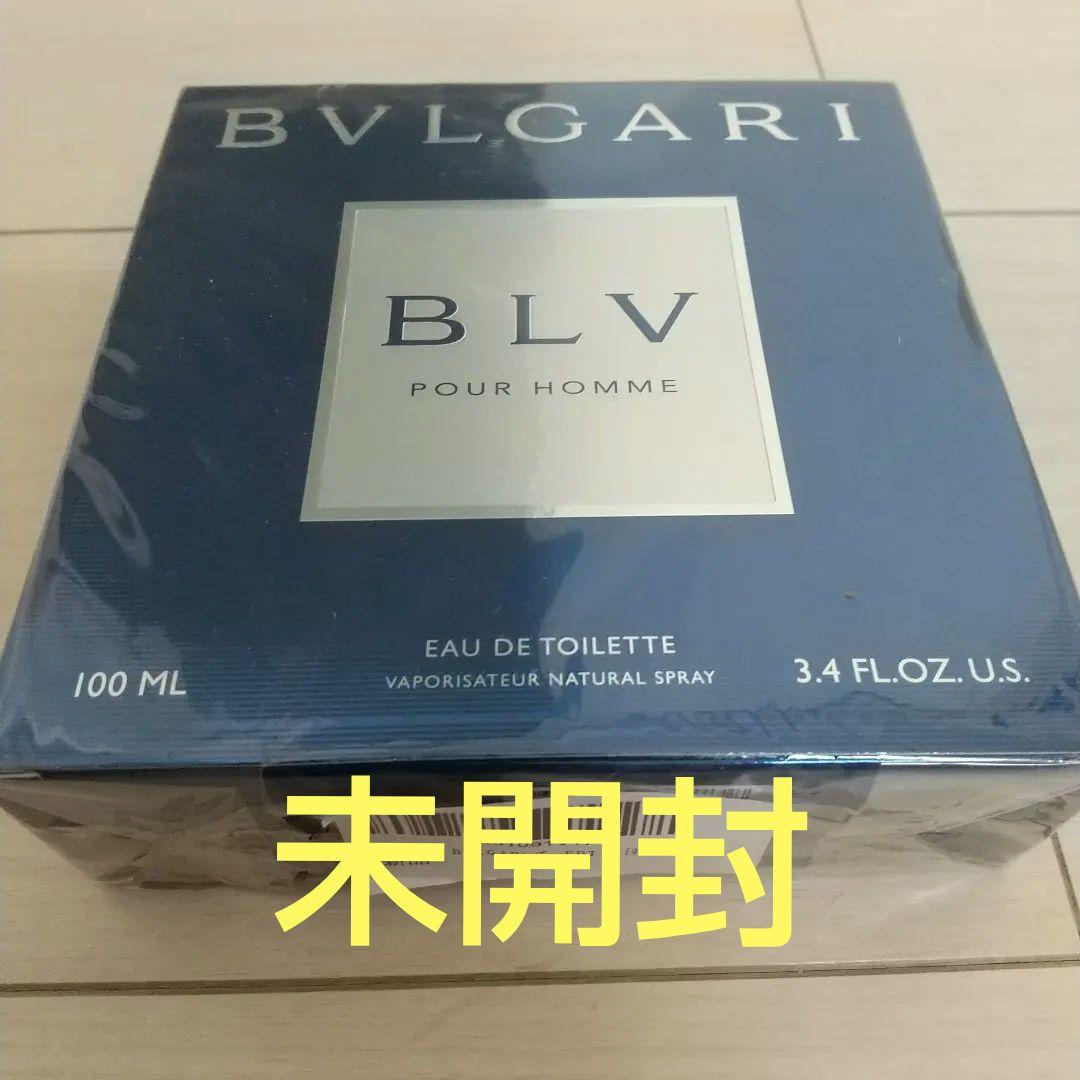 BVLGARI
BLV
POUR HOMME
EAU DE TOILETTE
100 ML
VAPORISATEUR NATURAL SPRAY
3.4 FL.OZ. U.S.
未開封